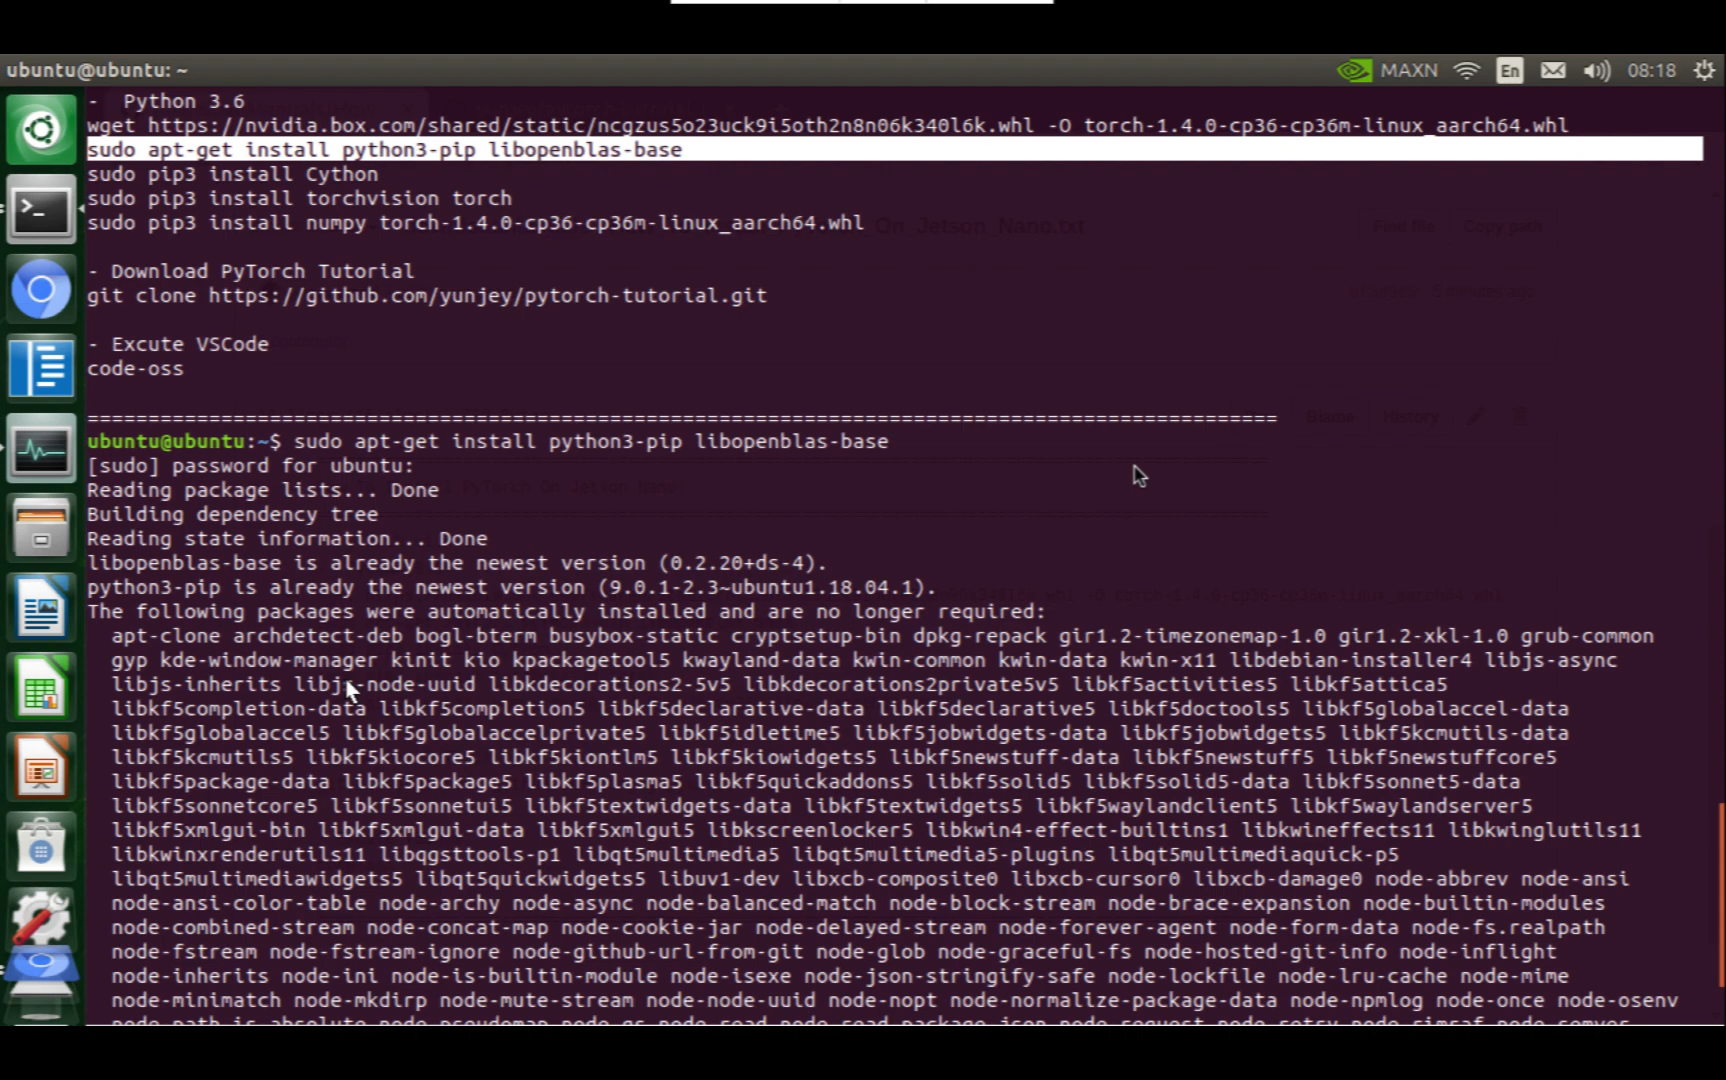 ubuntu@ubuntu: ~
MAXN
En
08:18
- Python 3.6
wget https://nvidia.box.com/shared/static/ncgzus5o23uck9i5oth2n8n06k340l6k.whl -O torch-1.4.0-cp36-cp36m-linux_aarch64.whl
sudo apt-get install python3-pip libopenblas-base
sudo pip3 install Cython
sudo pip3 install torchvision torch
sudo pip3 install numpy torch-1.4.0-cp36-cp36m-linux_aarch64.whl
- Download PyTorch Tutorial
git clone https://github.com/yunjey/pytorch-tutorial.git
- Excute VSCode
code-oss
==================================================================================================
ubuntu@ubuntu:~$ sudo apt-get install python3-pip libopenblas-base
[sudo] password for ubuntu:
Reading package lists... Done
Building dependency tree
Reading state information... Done
libopenblas-base is already the newest version (0.2.20+ds-4).
python3-pip is already the newest version (9.0.1-2.3~ubuntu1.18.04.1).
The following packages were automatically installed and are no longer required:
apt-clone archdetect-deb bogl-bterm busybox-static cryptsetup-bin dpkg-repack gir1.2-timezonemap-1.0 gir1.2-xkl-1.0 grub-common
gyp kde-window-manager kinit kio kpackagetool5 kwayland-data kwin-common kwin-data kwin-x11 libdebian-installer4 libjs-async
libjs-inherits libjs-node-uuid libkdecorations2-5v5 libkdecorations2private5v5 libkf5activities5 libkf5attica5
libkf5completion-data libkf5completion5 libkf5declarative-data libkf5declarative5 libkf5doctools5 libkf5globalaccel-data
libkf5globalaccel5 libkf5globalaccelprivate5 libkf5idletime5 libkf5jobwidgets-data libkf5jobwidgets5 libkf5kcmutils-data
libkf5kcmutils5 libkf5kiocore5 libkf5kiontlm5 libkf5kiowidgets5 libkf5newstuff-data libkf5newstuff5 libkf5newstuffcore5
libkf5package-data libkf5package5 libkf5plasma5 libkf5quickaddons5 libkf5solid5 libkf5solid5-data libkf5sonnet5-data
libkf5sonnetcore5 libkf5sonnetui5 libkf5textwidgets-data libkf5textwidgets5 libkf5waylandclient5 libkf5waylandserver5
libkf5xmlgui-bin libkf5xmlgui-data libkf5xmlgui5 libkscreenlocker5 libkwin4-effect-builtins1 libkwineffects11 libkwinglutils11
libkwinxrenderutils11 libqgsttools-p1 libqt5multimedia5 libqt5multimedia5-plugins libqt5multimediaquick-p5
libqt5multimediawidgets5 libqt5quickwidgets5 libuv1-dev libxcb-composite0 libxcb-cursor0 libxcb-damage0 node-abbrev node-ansi
node-ansi-color-table node-archy node-async node-balanced-match node-block-stream node-brace-expansion node-builtin-modules
node-combined-stream node-concat-map node-cookie-jar node-delayed-stream node-forever-agent node-form-data node-fs.realpath
node-fstream node-fstream-ignore node-github-url-from-git node-glob node-graceful-fs node-hosted-git-info node-inflight
node-inherits node-ini node-is-builtin-module node-isexe node-json-stringify-safe node-lockfile node-lru-cache node-mime
node-minimatch node-mkdirp node-mute-stream node-node-uuid node-nopt node-normalize-package-data node-npmlog node-once node-osenv